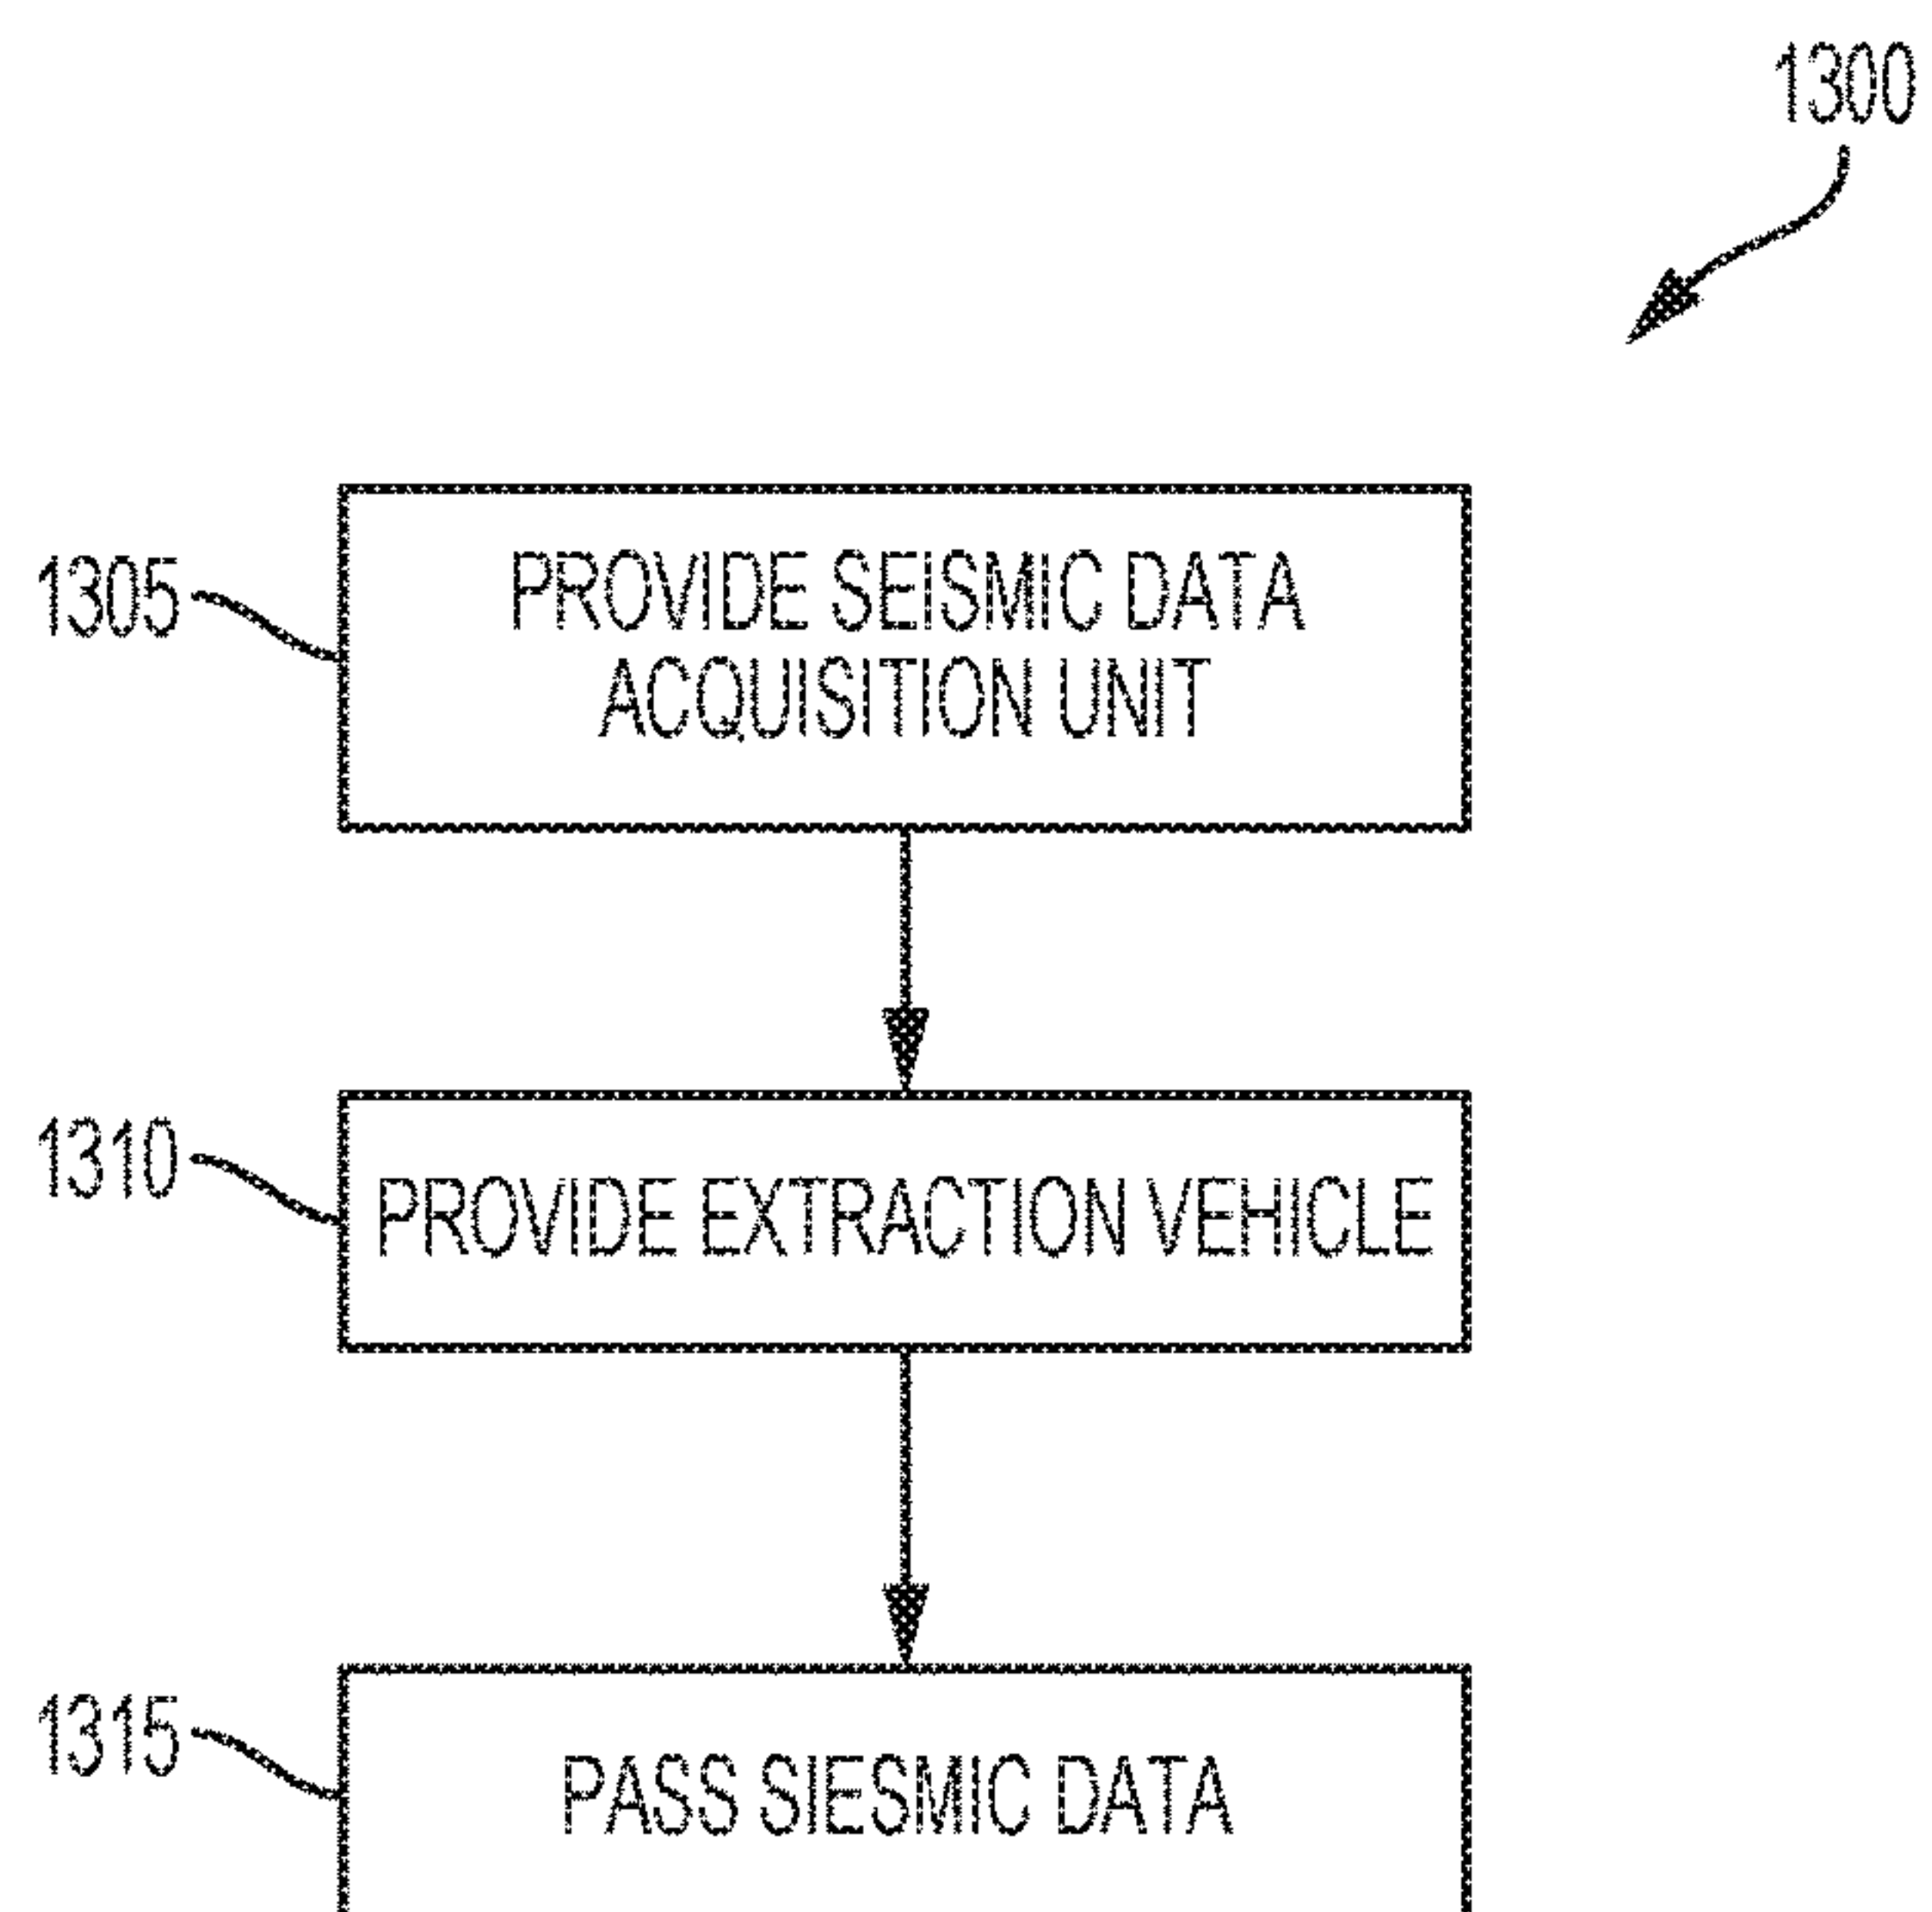 1300
1305
PROVIDE SEISMIC DATA
ACQUISITION UNIT
1310
PROVIDE EXTRACTION VEHICLE
1315
PASS SIESMIC DATA